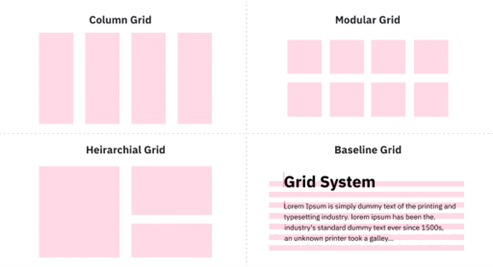 Column Grid
Modular Grid
Heirarchial Grid
Baseline Grid
Grid System
Lorem Ipsum is simply dummy text of the printing and
typesetting industry. lorem ipsum has been the.
industry's standard dummy text ever since 1500s,
an unknown printer took a galley...